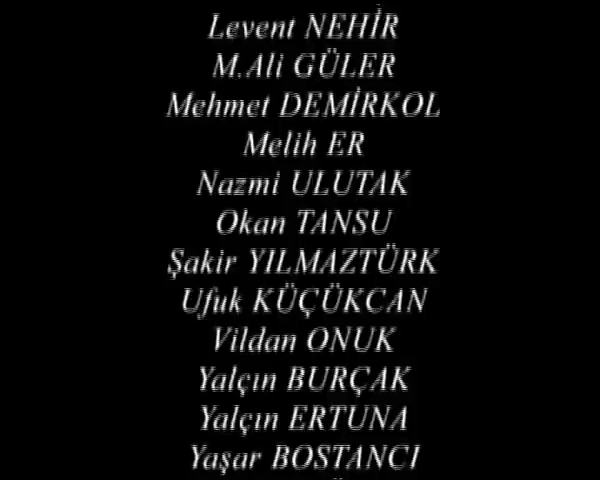 Levent NEHİR
M.Ali GÜLER
Mehmet DEMİRKOL
Melih ER
Nazmi ULUTAK
Okan TANSU
Şakir YILMAZTÜRK
Ufuk KÜÇÜKCAN
Vildan ONUK
Yalçın BURÇAK
Yalçın ERTUNA
Yaşar BOSTANCI